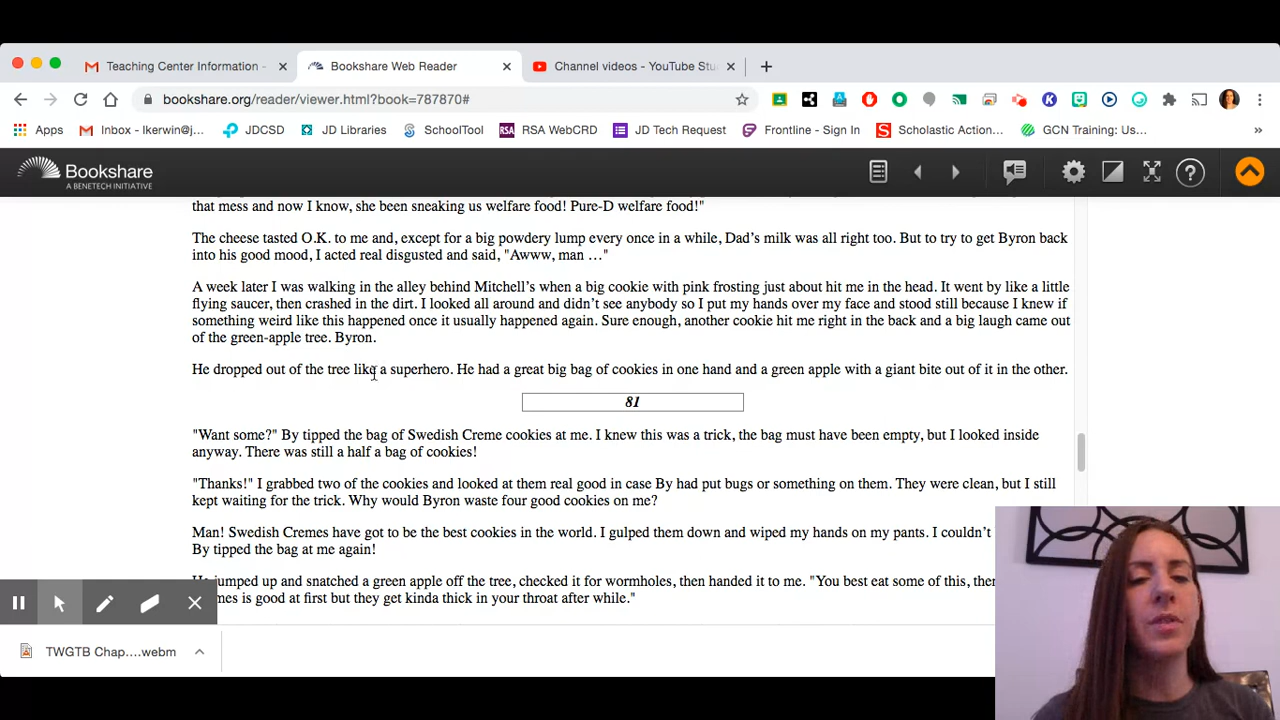 Teaching Center Information -
Bookshare Web Reader
Channel videos - YouTube Stu
bookshare.org/reader/viewer.html?book=787870#
Apps
Inbox - lkerwin@j...
JDCSD
JD Libraries
SchoolTool
RSA WebCRD
JD Tech Request
Frontline - Sign In
Scholastic Action...
GCN Training: Us...
Bookshare
A BENETECH INITIATIVE
that mess and now I know, she been sneaking us welfare food! Pure-D welfare food!"
The cheese tasted O.K. to me and, except for a big powdery lump every once in a while, Dad’s milk was all right too. But to try to get Byron back
into his good mood, I acted real disgusted and said, "Awww, man …"
A week later I was walking in the alley behind Mitchell’s when a big cookie with pink frosting just about hit me in the head. It went by like a little
flying saucer, then crashed in the dirt. I looked all around and didn’t see anybody so I put my hands over my face and stood still because I knew if
something weird like this happened once it usually happened again. Sure enough, another cookie hit me right in the back and a big laugh came out
of the green-apple tree. Byron.
He dropped out of the tree like a superhero. He had a great big bag of cookies in one hand and a green apple with a giant bite out of it in the other.
81
"Want some?" By tipped the bag of Swedish Creme cookies at me. I knew this was a trick, the bag must have been empty, but I looked inside
anyway. There was still a half a bag of cookies!
"Thanks!" I grabbed two of the cookies and looked at them real good in case By had put bugs or something on them. They were clean, but I still
kept waiting for the trick. Why would Byron waste four good cookies on me?
Man! Swedish Cremes have got to be the best cookies in the world. I gulped them down and wiped my hands on my pants. I couldn’t
By tipped the bag at me again!
jumped up and snatched a green apple off the tree, checked it for wormholes, then handed it to me. "You best eat some of this,
is good at first but they get kinda thick in your throat after while."
TWGTB Chap....webm